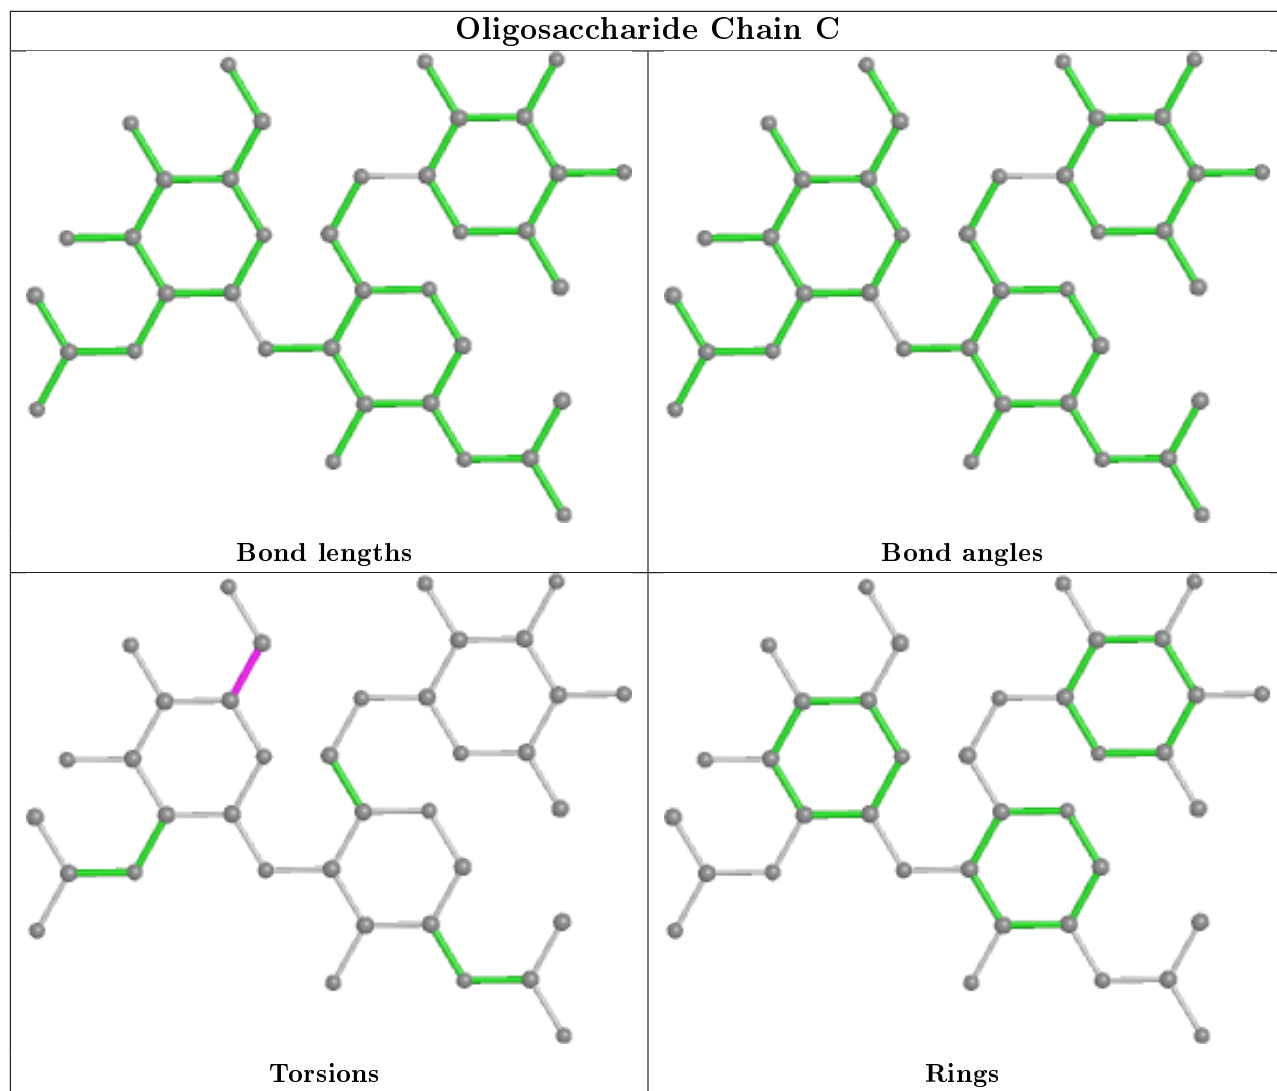 Oligosaccharide Chain C
Bond lengths
Bond angles
Torsions
Rings